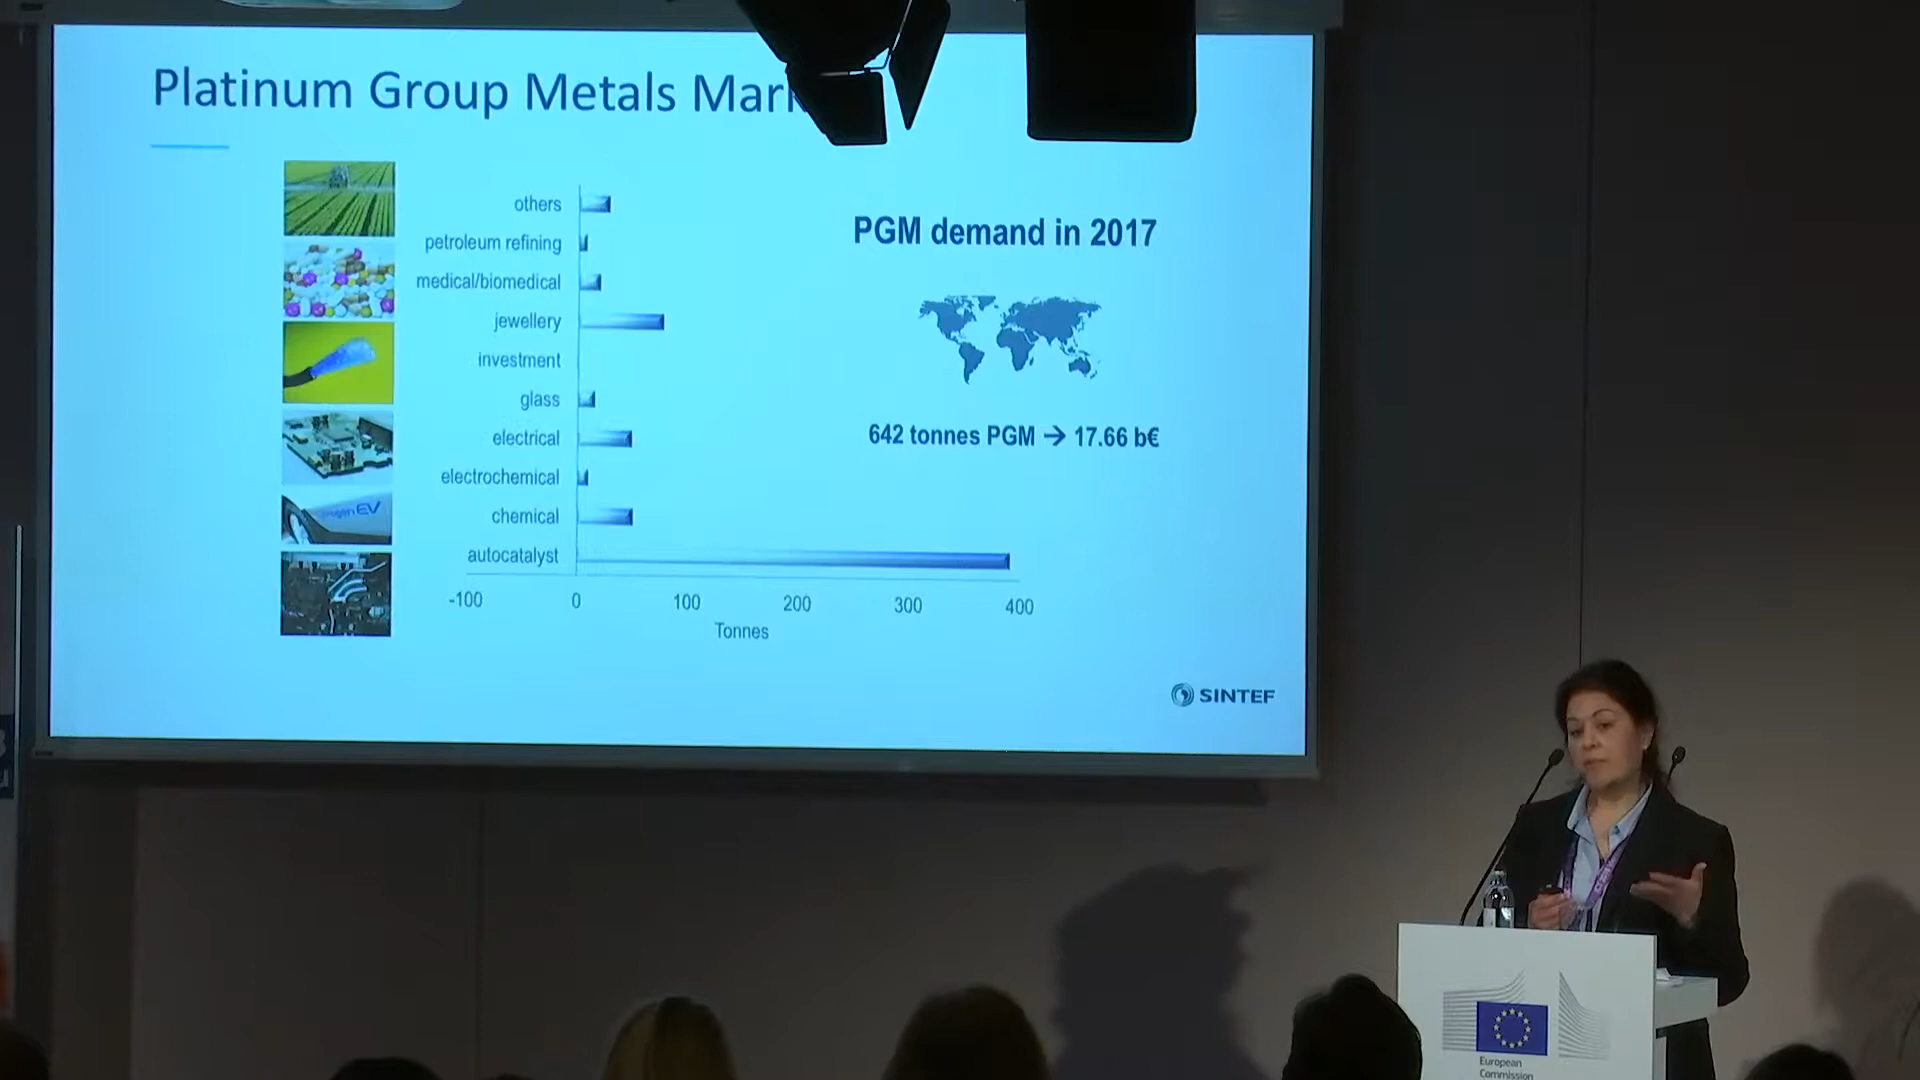 Platinum Group Metals
PGM demand in 2017
642 tonnes PGM → 17.66 b€
others
petroleum refining
medical/biomedical
jewellery
investment
glass
electrical
electrochemical
chemical
autocatalyst
-100 0 100 200 300 400
Tonnes
EV
SINTEF
European
Commission